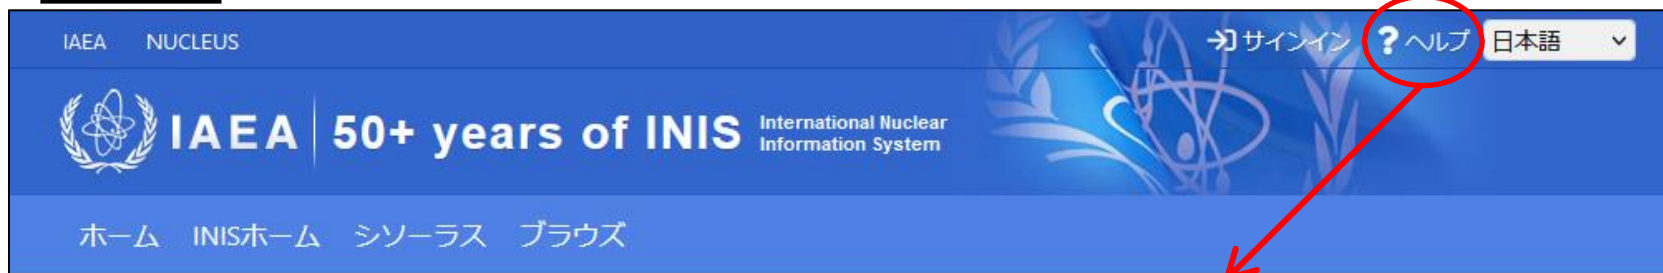 IAEA NUCLEUS サインイン ? ヘルプ 日本語
IAEA 50+ years of INIS International Nuclear
Information System
ホーム INISホーム シソーラス ブラウズ